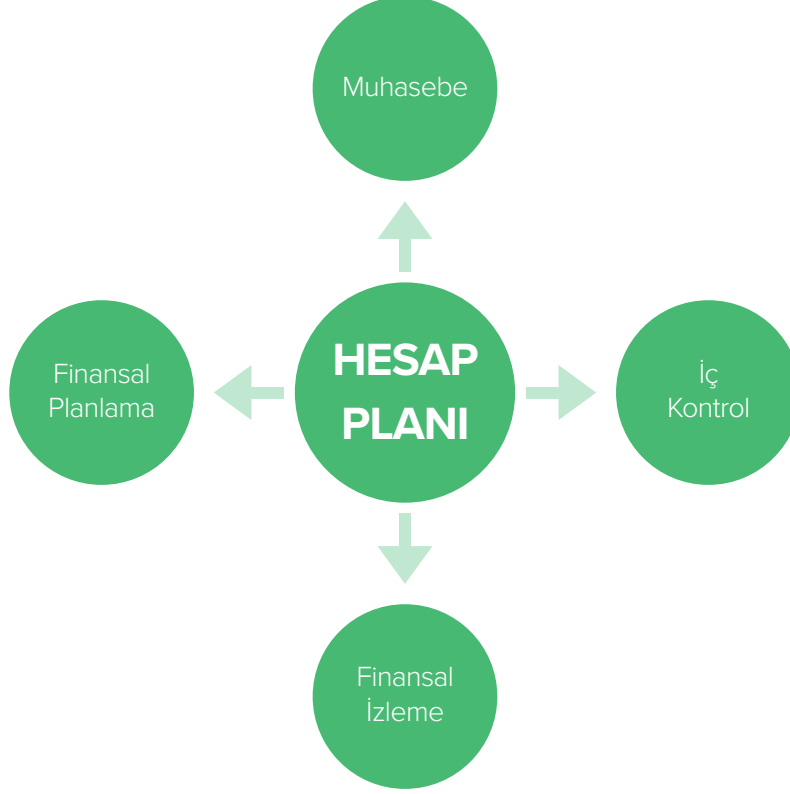 Muhasebe
Finansal
Planlama
HESAP
PLANI
İç
Kontrol
Finansal
İzleme